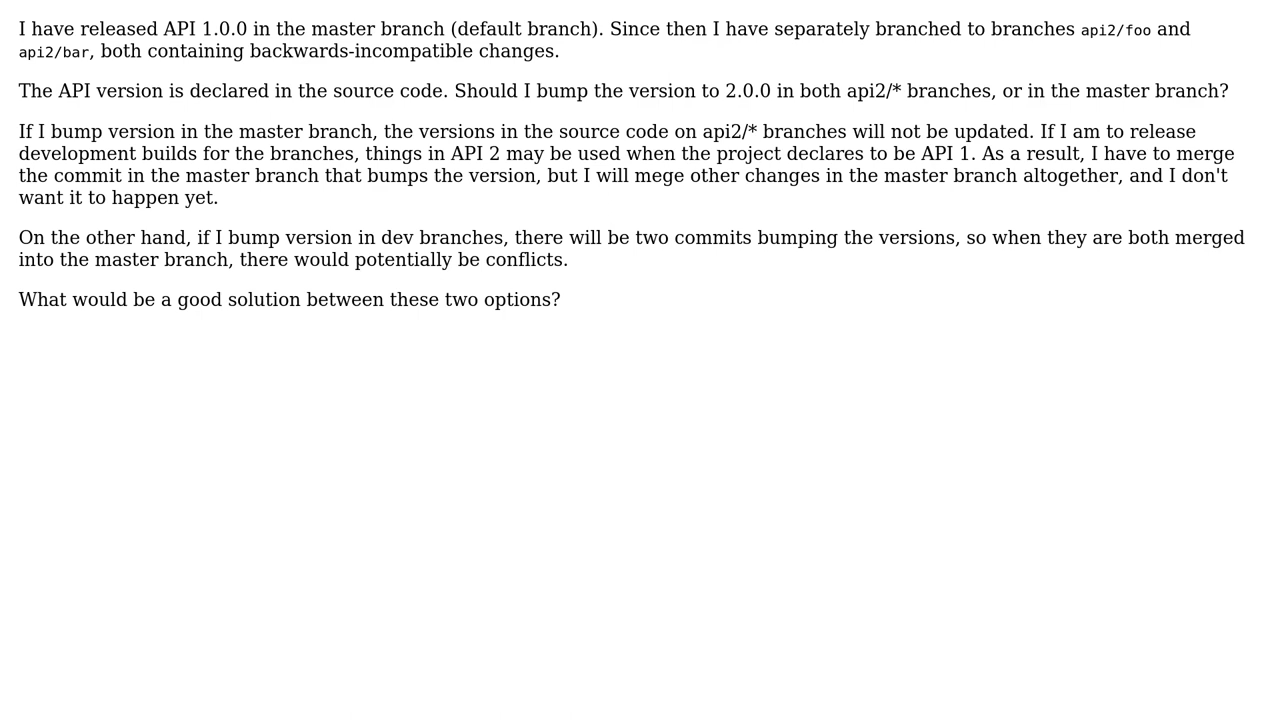 I have released API 1.0.0 in the master branch (default branch). Since then I have separately branched to branches api2/foo and
api2/bar, both containing backwards-incompatible changes.
The API version is declared in the source code. Should I bump the version to 2.0.0 in both api2/* branches, or in the master branch?
If I bump version in the master branch, the versions in the source code on api2/* branches will not be updated. If I am to release
development builds for the branches, things in API 2 may be used when the project declares to be API 1. As a result, I have to merge
the commit in the master branch that bumps the version, but I will mege other changes in the master branch altogether, and I don't
want it to happen yet.
On the other hand, if I bump version in dev branches, there will be two commits bumping the versions, so when they are both merged
into the master branch, there would potentially be conflicts.
What would be a good solution between these two options?